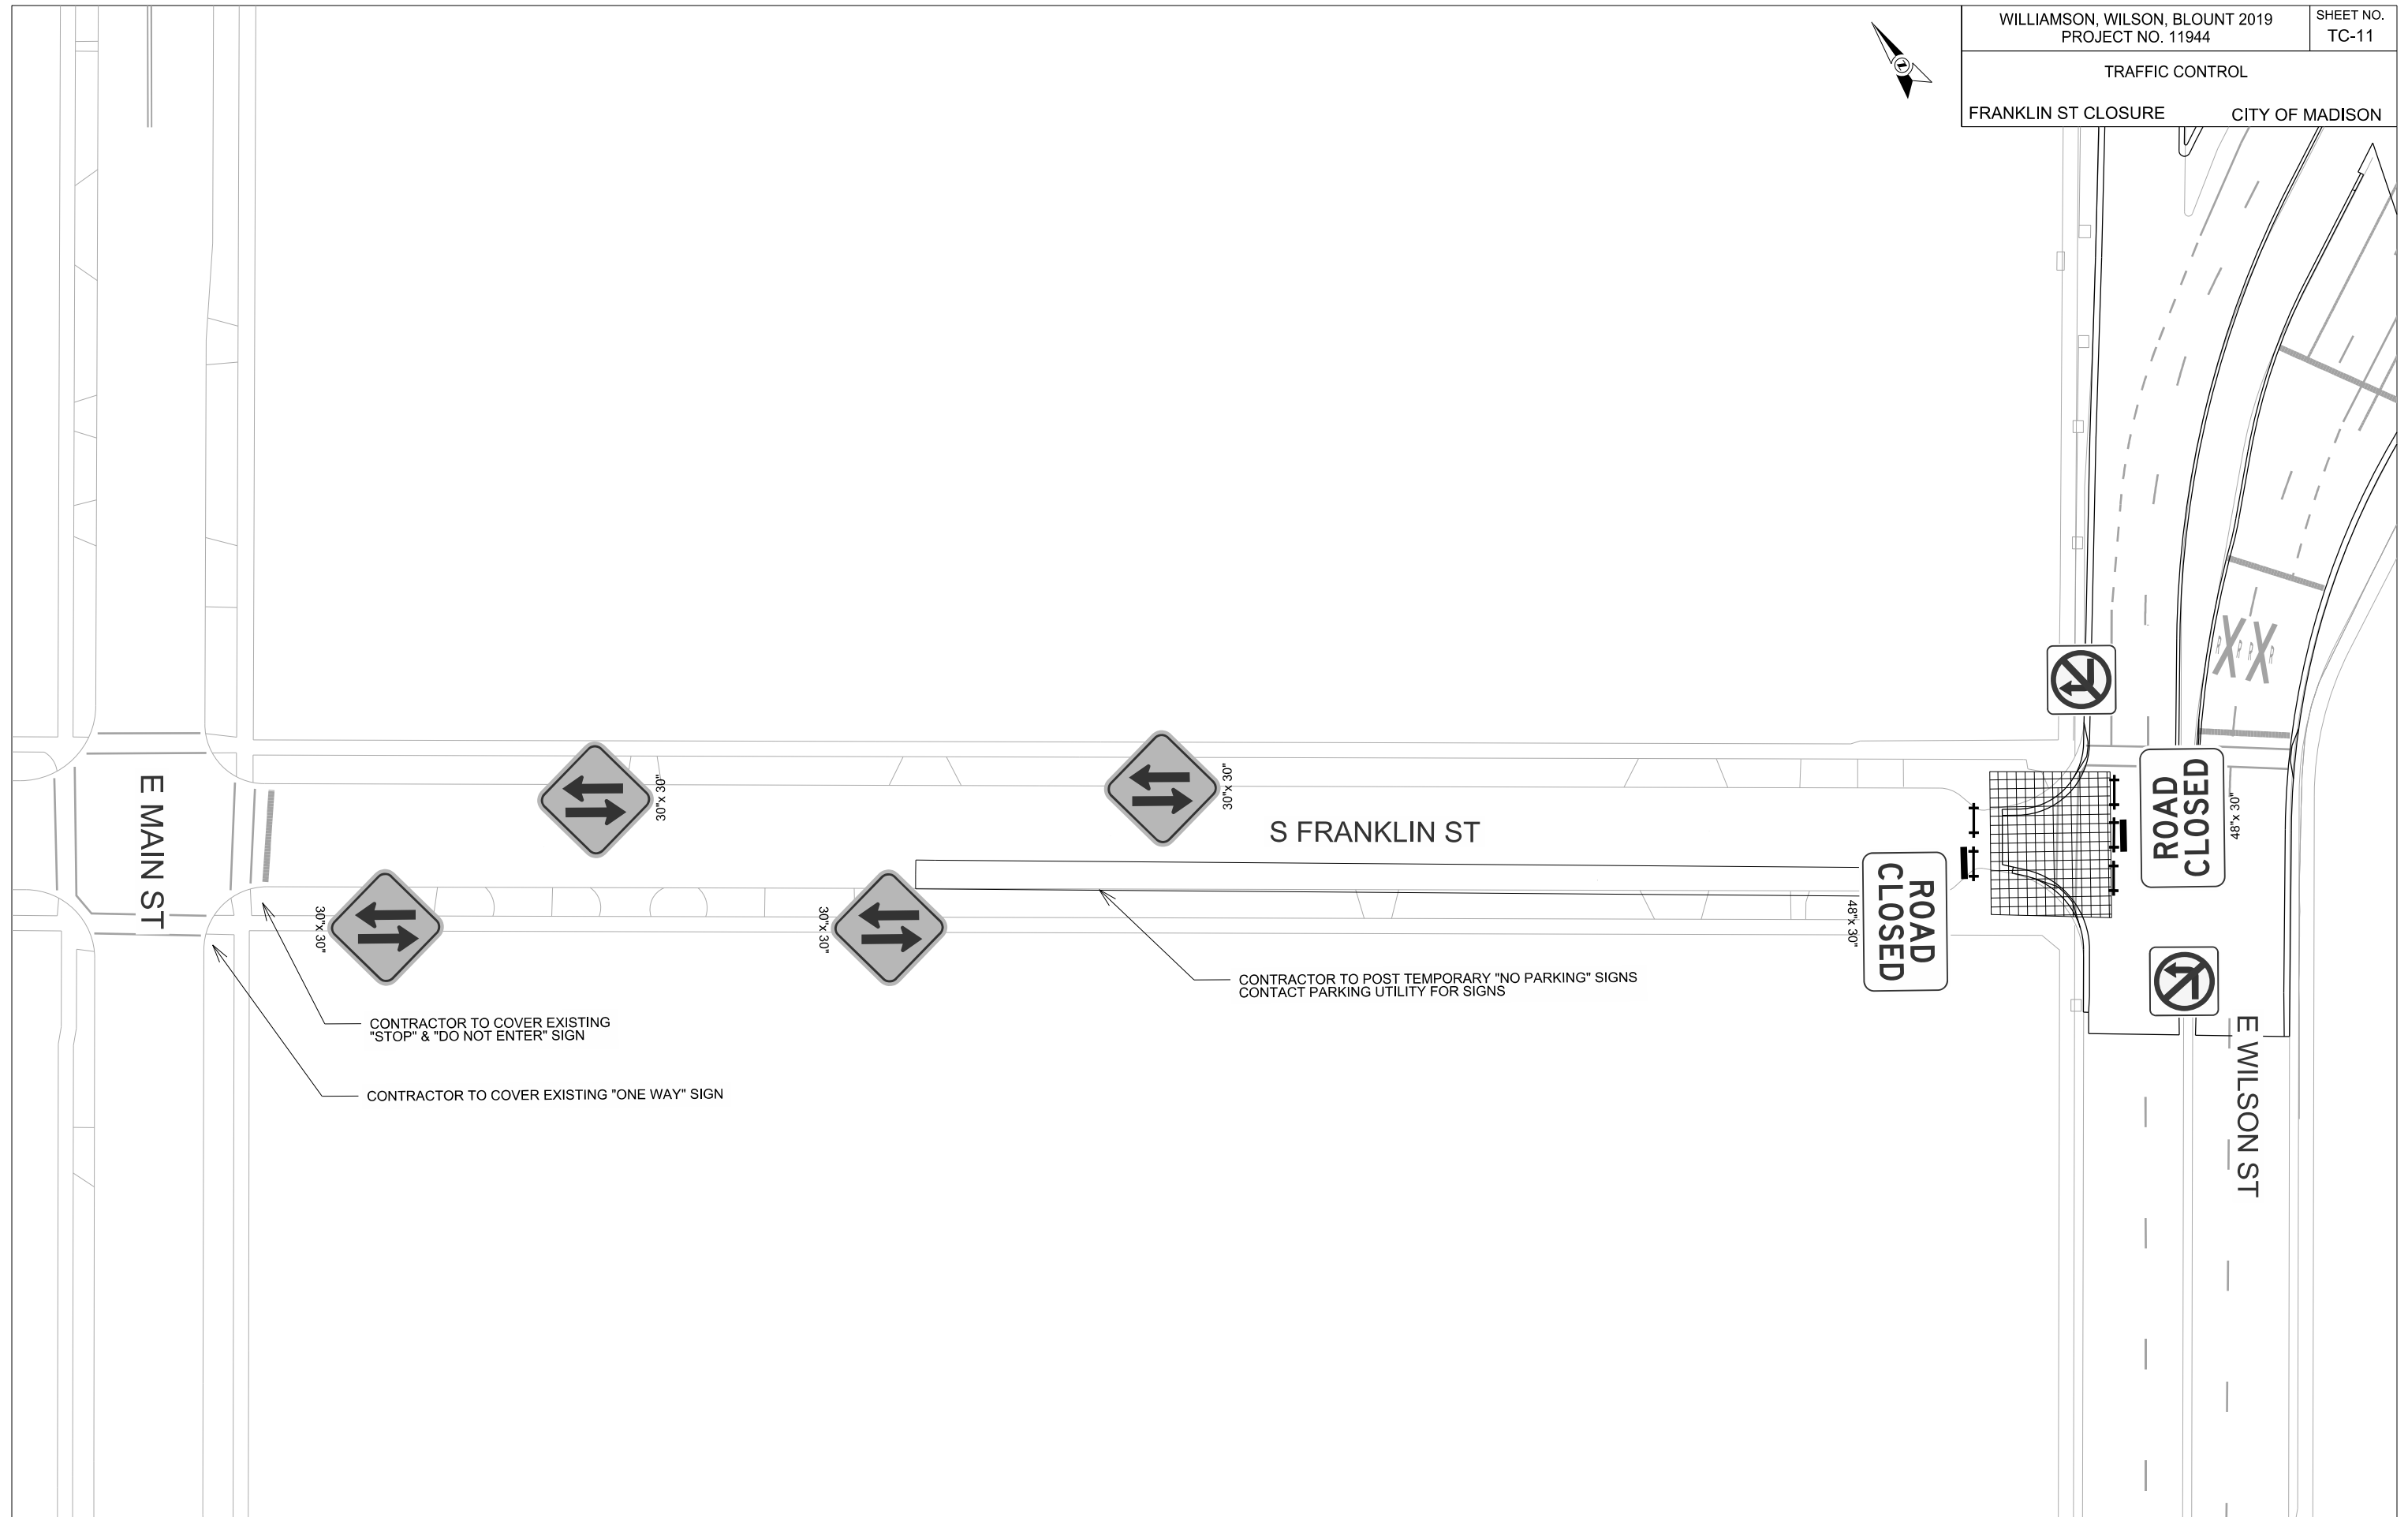 WILLIAMSON, WILSON, BLOUNT 2019
PROJECT NO. 11944
SHEET NO.
TC-11
TRAFFIC CONTROL
FRANKLIN ST CLOSURE
CITY OF MADISON
Z
R R R R
E MAIN ST
30"x 30"
30"x 30"
S FRANKLIN ST
ROAD
CLOSED
48"x 30"
30"x 30"
30"x 30"
ROAD
CLOSED
48"x 30"
CONTRACTOR TO POST TEMPORARY "NO PARKING" SIGNS
CONTACT PARKING UTILITY FOR SIGNS
CONTRACTOR TO COVER EXISTING
"STOP" & "DO NOT ENTER" SIGN
CONTRACTOR TO COVER EXISTING "ONE WAY" SIGN
E WILSON ST